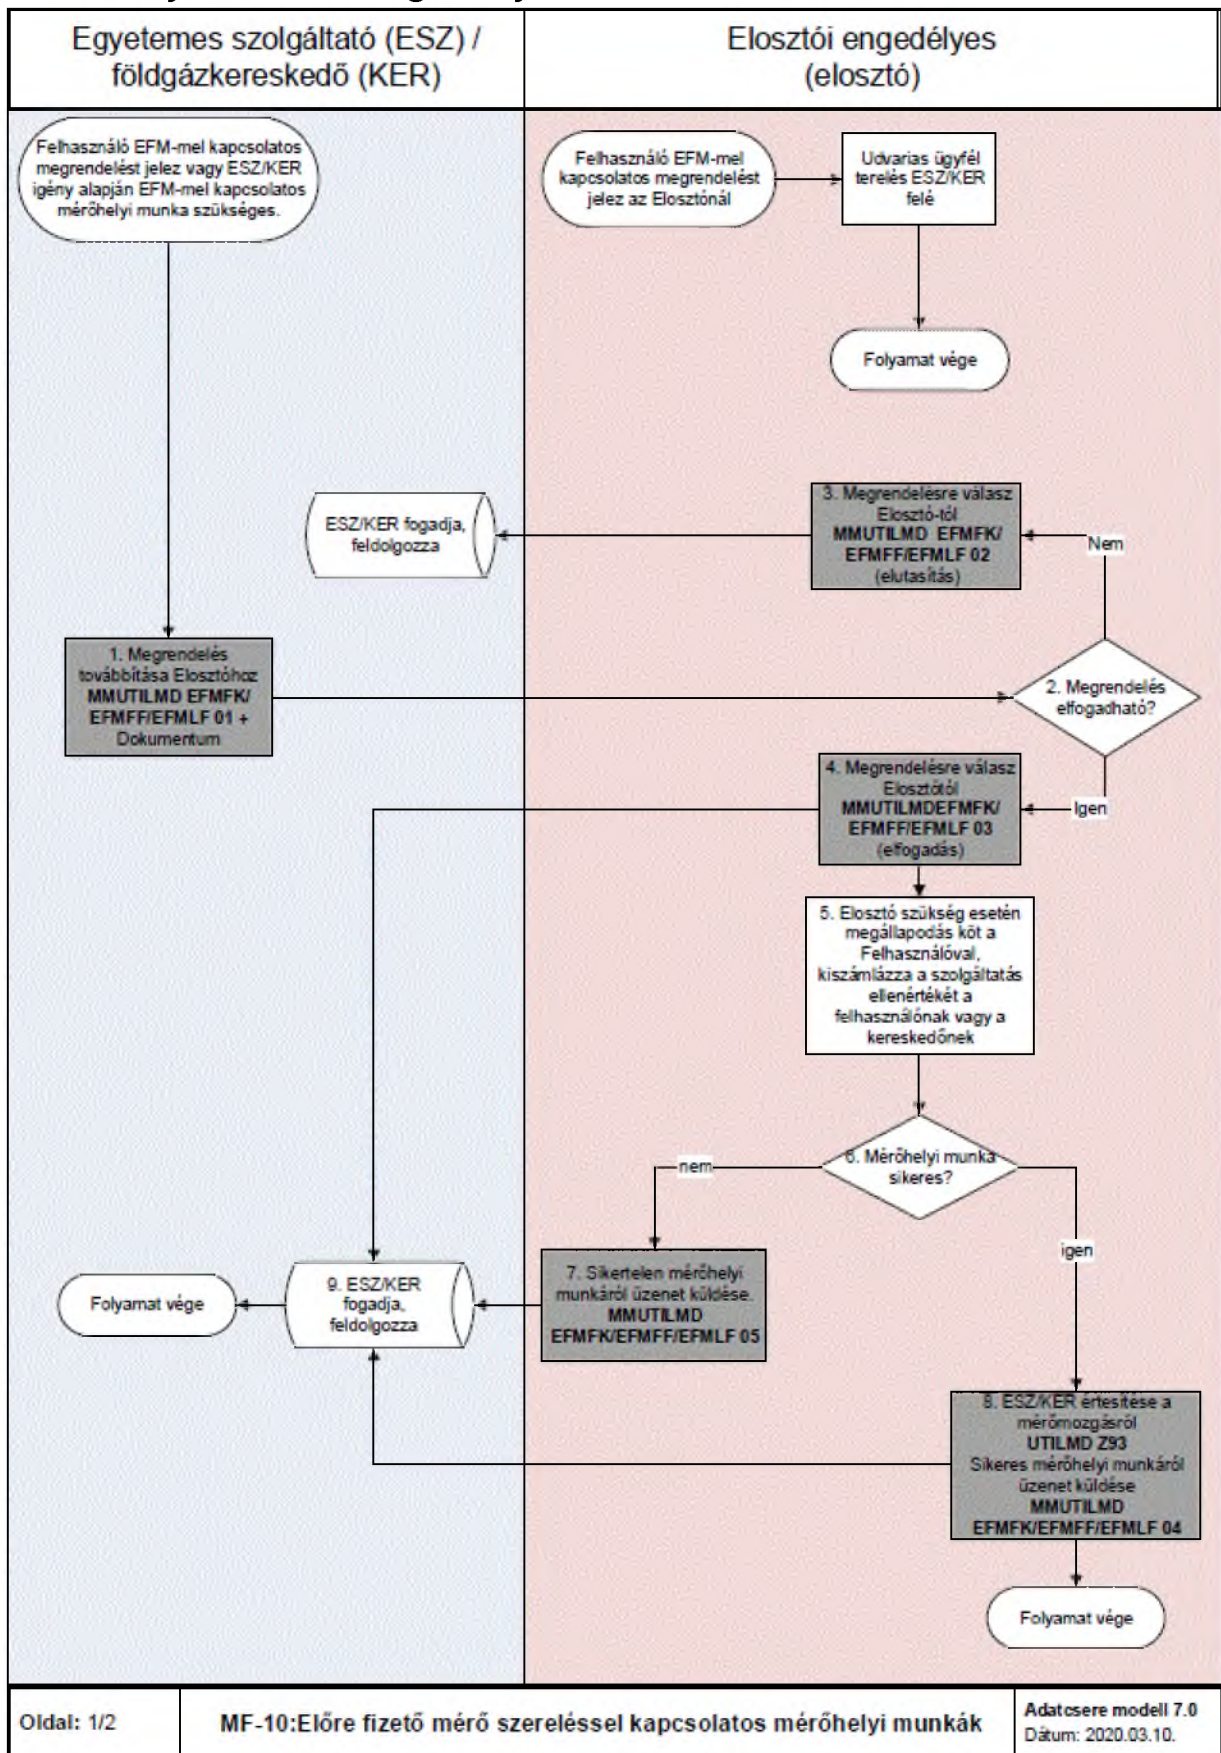 Egyetemes szolgáltató (ESZ) /
földgázkereskedő (KER)
Elosztói engedélyes
(elosztó)
Felhasználó EFM-mel kapcsolatos
megrendelést jelez vagy ESZ/KER
igény alapján EFM-mel kapcsolatos
mérőhelyi munka szükséges.
Felhasználó EFM-mel
kapcsolatos megrendelést
jelez az Elosztónál
Udvarias ügyfél
terelés ESZ/KER
felé
Folyamat vége
ESZ/KER fogadja,
feldolgozza
3. Megrendelésre válasz
Elosztó-tól
MMUTILMD EFMFK/
EFMFF/EFMLF 02
(elutasítás)
Nem
1. Megrendelés
továbbítása Elosztóhoz
MMUTILMD EFMFK/
EFMFF/EFMLF 01 +
Dokumentum
2. Megrendelés
elfogadható?
4. Megrendelésre válasz
Elosztótól
MMUTILMDEFMFK/
EFMFF/EFMLF 03
(elfogadás)
Igen
5. Elosztó szükség esetén
megállapodás köt a
Felhasználóval,
kiszámlázza a szolgáltatás
ellenértékét a
felhasználónak vagy a
kereskedőnek
6. Mérőhelyi munka
sikeres?
nem
igen
Folyamat vége
9. ESZ/KER
fogadja,
feldolgozza
7. Sikertelen mérőhelyi
munkáról üzenet küldése.
MMUTILMD
EFMFK/EFMFF/EFMLF 05
8. ESZ/KER értesítése a
mérőmozgásról
UTILMD Z93
Sikeres mérőhelyi munkáról
üzenet küldése
MMUTILMD
EFMFK/EFMFF/EFMLF 04
Folyamat vége
Oldal: 1/2
MF-10:Előre fizető mérő szereléssel kapcsolatos mérőhelyi munkák
Adatcsere modell 7.0
Dátum: 2020.03.10.